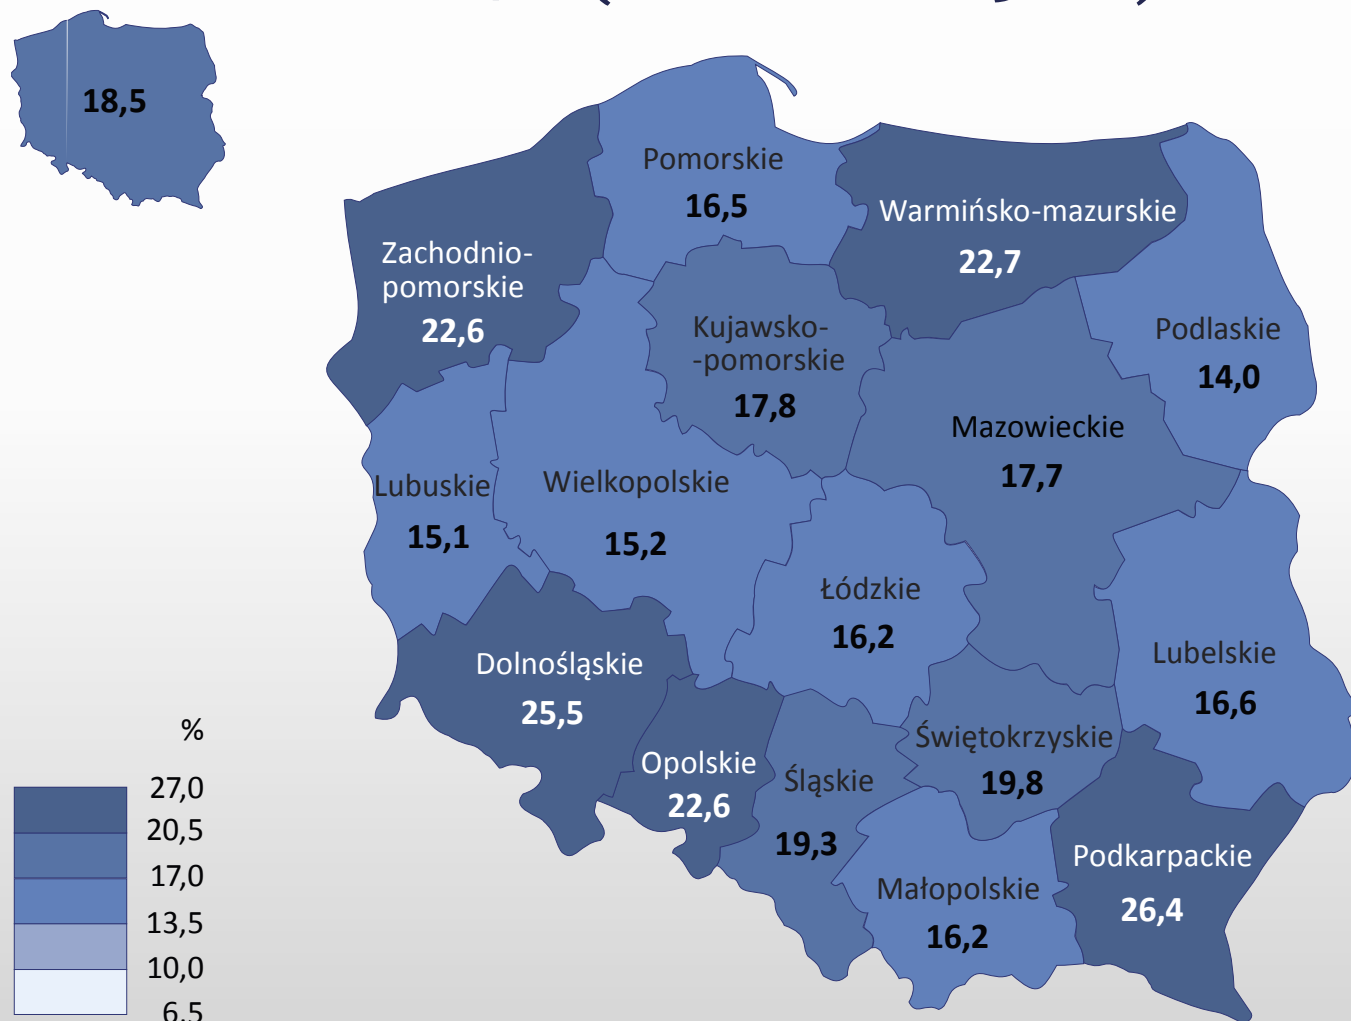 18,5
Pomorskie
16,5
Warmińsko-mazurskie
22,7
Zachodnio-
pomorskie
22,6
Kujawsko-
-pomorskie
17,8
Podlaskie
14,0
Mazowieckie
17,7
Lubuskie
15,1
Wielkopolskie
15,2
Łódzkie
16,2
Lubelskie
16,6
Dolnośląskie
25,5
Opolskie
22,6
Śląskie
19,3
Świętokrzyskie
19,8
Małopolskie
16,2
Podkarpackie
26,4
%
27,0
20,5
17,0
13,5
10,0
6,5